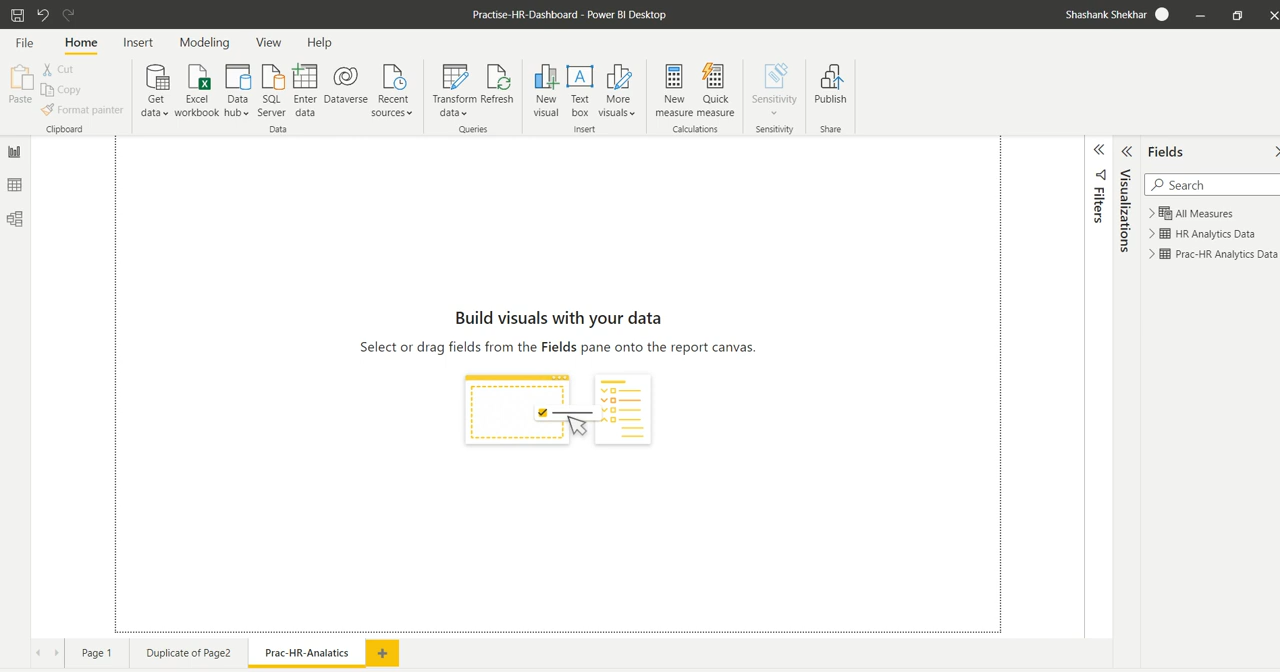 Practise-HR-Dashboard - Power BI Desktop
Shashank Shekhar
File Home Insert Modeling View Help
Paste
Cut
Copy
Format painter
Clipboard
Get data
Excel workbook
Data hub
SQL Server
Enter data
Dataverse
Recent sources
Data
Transform data
Refresh
Queries
New visual
A
Text box
More visuals
Insert
New measure
Quick measure
Calculations
Sensitivity
Sensitivity
Publish
Share
Build visuals with your data
Select or drag fields from the Fields pane onto the report canvas.
Filters
Visualizations
Fields
Search
All Measures
HR Analytics Data
Prac-HR Analytics Data
Page 1
Duplicate of Page2
Prac-HR-Analatics